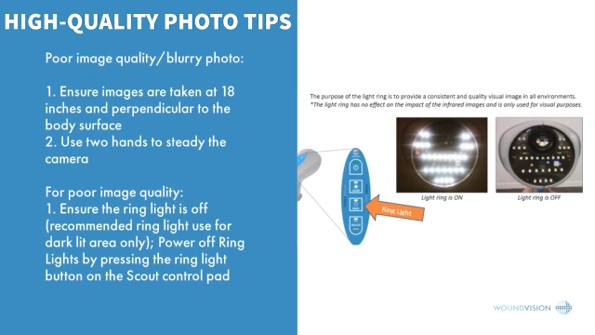 HIGH-QUALITY PHOTO TIPS
Poor image quality/blurry photo:
1. Ensure images are taken at 18
inches and perpendicular to the
body surface
2. Use two hands to steady the
camera
For poor image quality:
1. Ensure the ring light is off
(recommended ring light use for
dark lit area only); Power off Ring
Lights by pressing the ring light
button on the Scout control pad
The purpose of the light ring is to provide a consistent and quality visual image in all environments.
*The light ring has no effect on the impact of the infrared images and is only used for visual purposes.
Light ring is ON
Light ring is OFF
Ring Light
WOUNDVISION